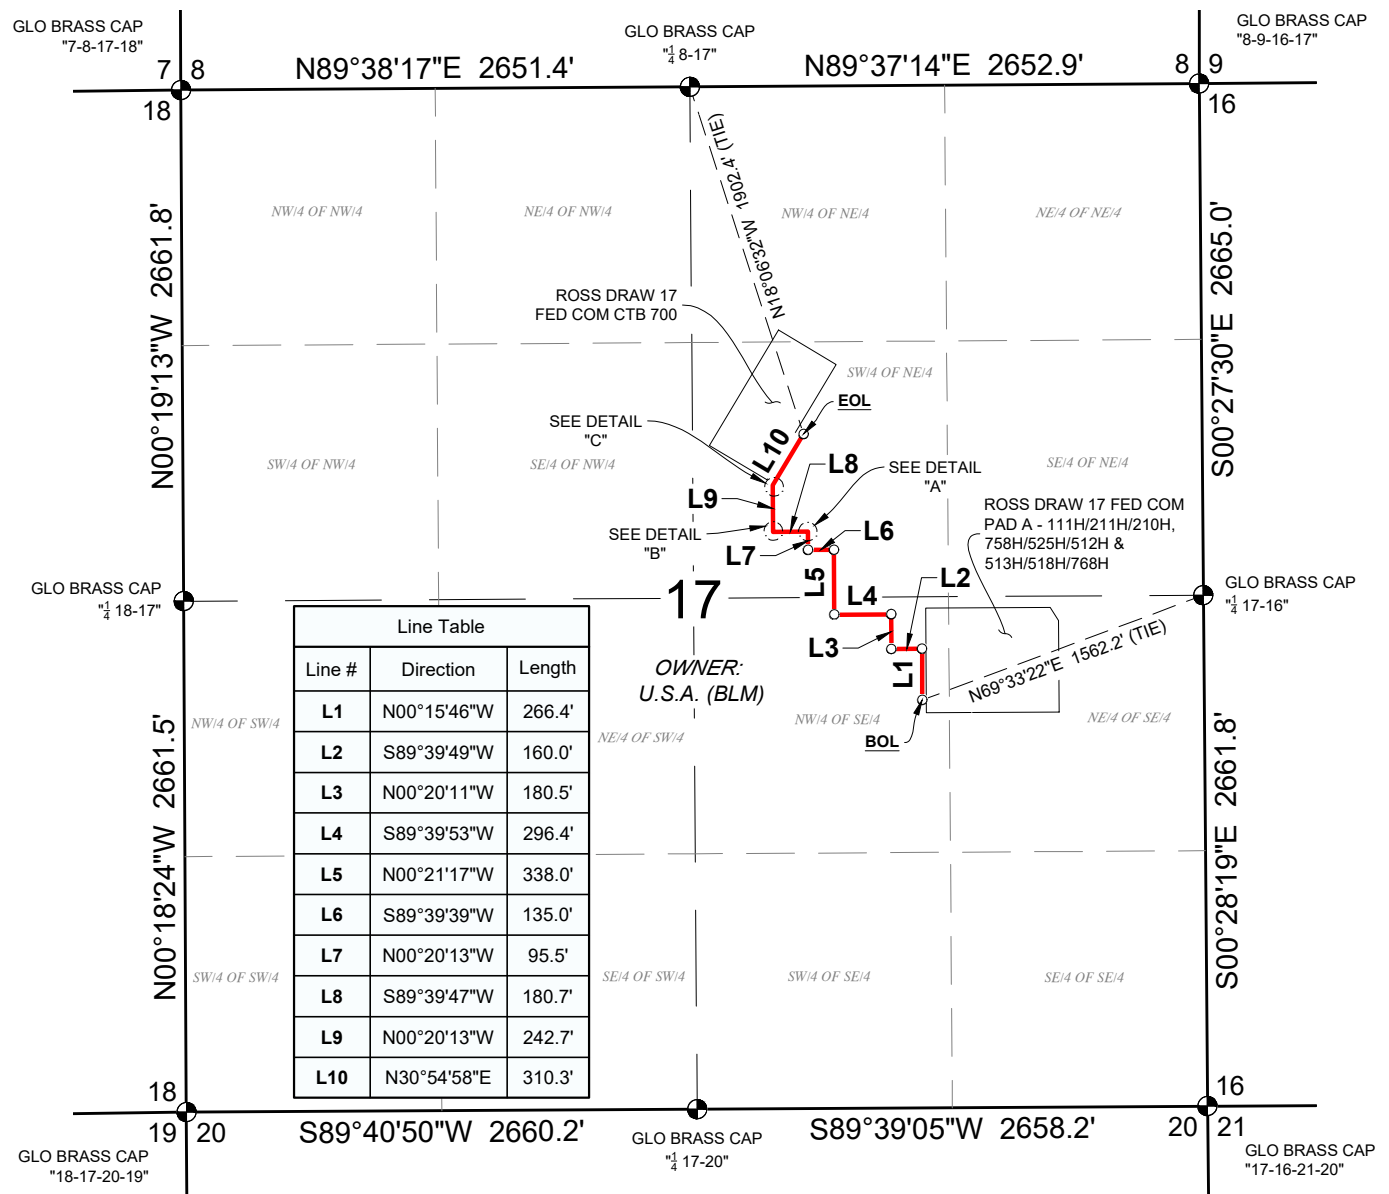 GLO BRASS CAP
"7-8-17-18"
GLO BRASS CAP
"1/4 8-17"
GLO BRASS CAP
"8-9-16-17"
7 8
18
N89°38'17"E 2651.4'
N89°37'14"E 2652.9'
8 9
16
NW/4 OF NW/4
NE/4 OF NW/4
NW/4 OF NE/4
NE/4 OF NE/4
N18°06'32"W 1902.4' (TIE)
N00°19'13"W 2661.8'
S00°27'30"E 2665.0'
ROSS DRAW 17
FED COM CTB 700
SW/4 OF NE/4
EOL
SEE DETAIL
"C"
L10
L8
SEE DETAIL
"A"
SW/4 OF NW/4
SE/4 OF NW/4
SE/4 OF NE/4
L9
SEE DETAIL
"B"
L7
L6
ROSS DRAW 17 FED COM
PAD A - 111H/211H/210H,
758H/525H/512H &
513H/518H/768H
L5
L2
GLO BRASS CAP
"1/4 18-17"
17
L4
GLO BRASS CAP
"1/4 17-16"
L3
L1
N69°33'22"E 1562.2' (TIE)
OWNER:
U.S.A. (BLM)
BOL
NW/4 OF SW/4
NE/4 OF SW/4
NW/4 OF SE/4
NE/4 OF SE/4
Line Table
Line # Direction Length
L1 N00°15'46"W 266.4'
L2 S89°39'49"W 160.0'
L3 N00°20'11"W 180.5'
L4 S89°39'53"W 296.4'
L5 N00°21'17"W 338.0'
L6 S89°39'39"W 135.0'
L7 N00°20'13"W 95.5'
L8 S89°39'47"W 180.7'
L9 N00°20'13"W 242.7'
L10 N30°54'58"E 310.3'
N00°18'24"W 2661.5'
S00°28'19"E 2661.8'
SW/4 OF SW/4
SE/4 OF SW/4
SW/4 OF SE/4
SE/4 OF SE/4
18
19 20
S89°40'50"W 2660.2'
S89°39'05"W 2658.2'
16
20 21
GLO BRASS CAP
"18-17-20-19"
GLO BRASS CAP
"1/4 17-20"
GLO BRASS CAP
"17-16-21-20"